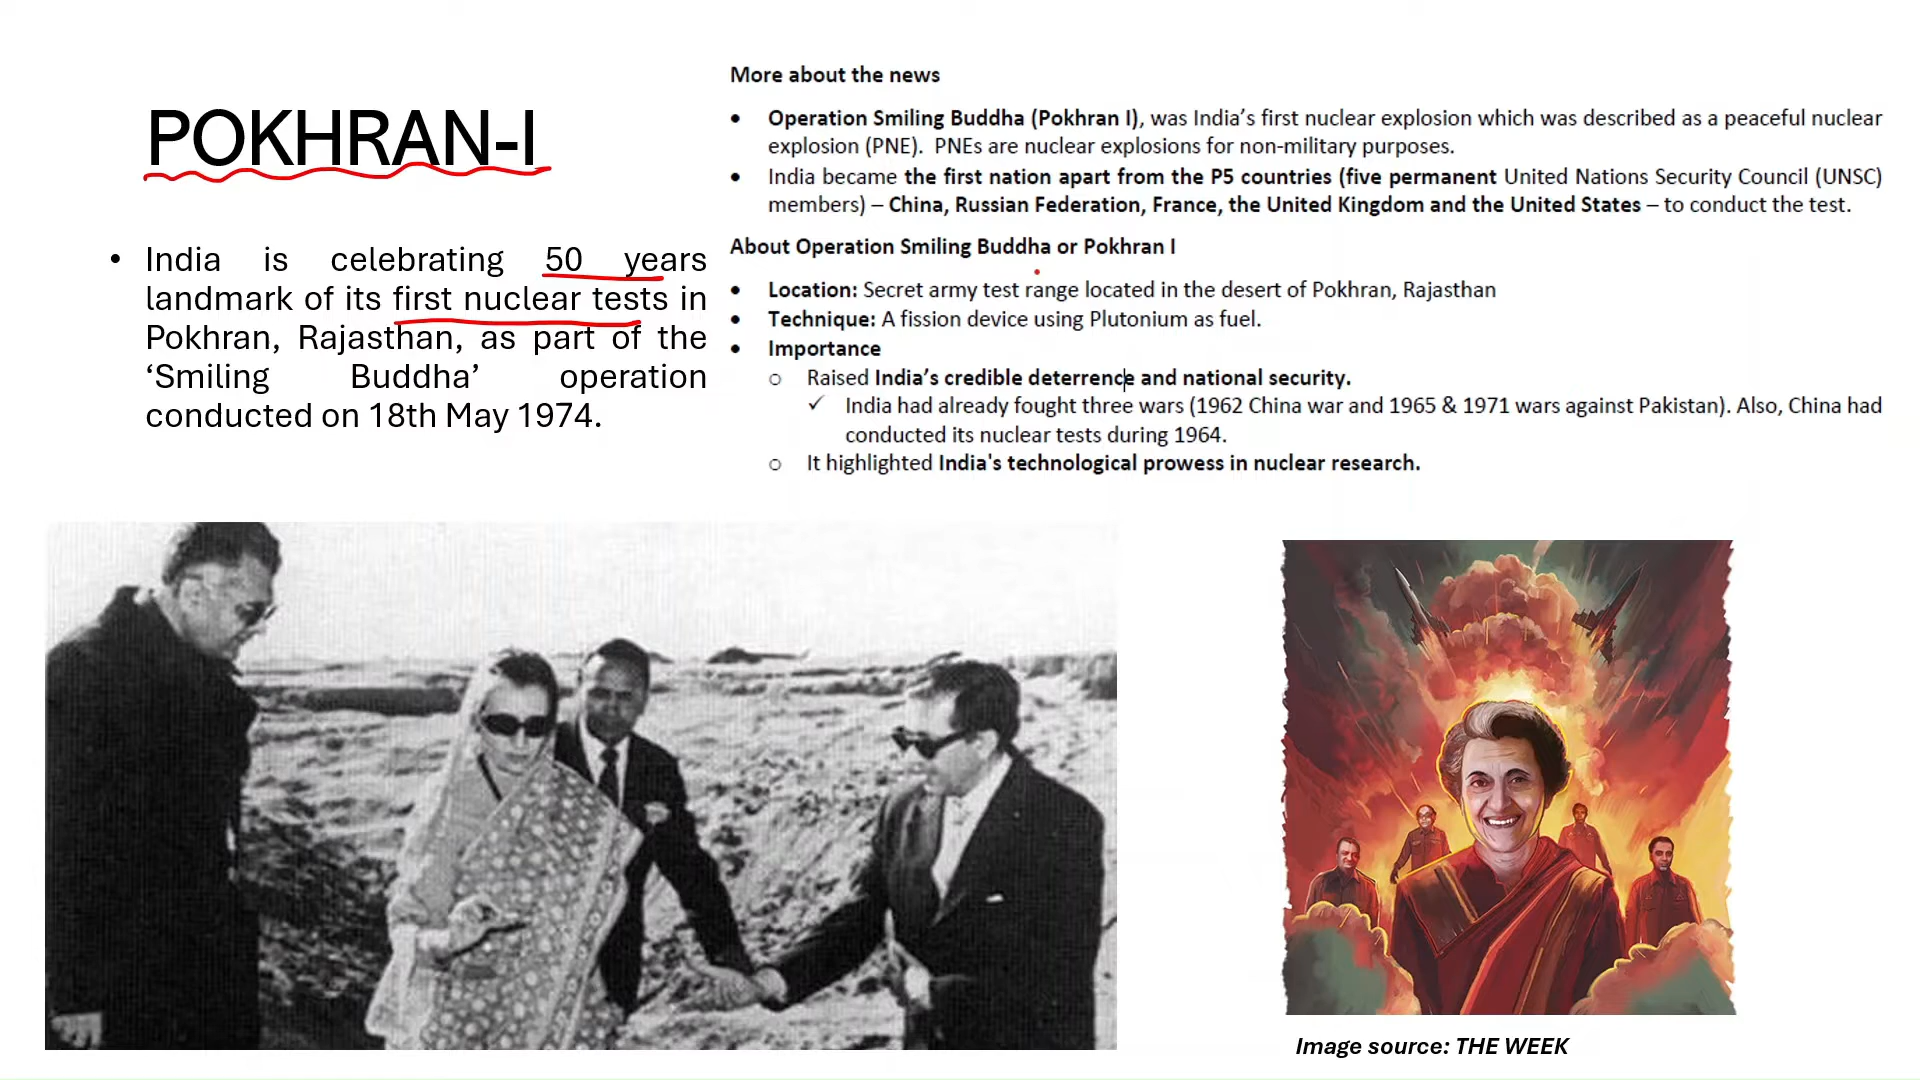 POKHRAN-I
• India is celebrating 50 years
landmark of its first nuclear tests in
Pokhran, Rajasthan, as part of the
‘Smiling Buddha’ operation
conducted on 18th May 1974.
More about the news
• Operation Smiling Buddha (Pokhran I), was India’s first nuclear explosion which was described as a peaceful nuclear
explosion (PNE). PNEs are nuclear explosions for non-military purposes.
• India became the first nation apart from the P5 countries (five permanent United Nations Security Council (UNSC)
members) – China, Russian Federation, France, the United Kingdom and the United States – to conduct the test.
About Operation Smiling Buddha or Pokhran I
• Location: Secret army test range located in the desert of Pokhran, Rajasthan
• Technique: A fission device using Plutonium as fuel.
• Importance
o Raised India’s credible deterrence and national security.
✓ India had already fought three wars (1962 China war and 1965 & 1971 wars against Pakistan). Also, China had
conducted its nuclear tests during 1964.
o It highlighted India's technological prowess in nuclear research.
Image source: THE WEEK